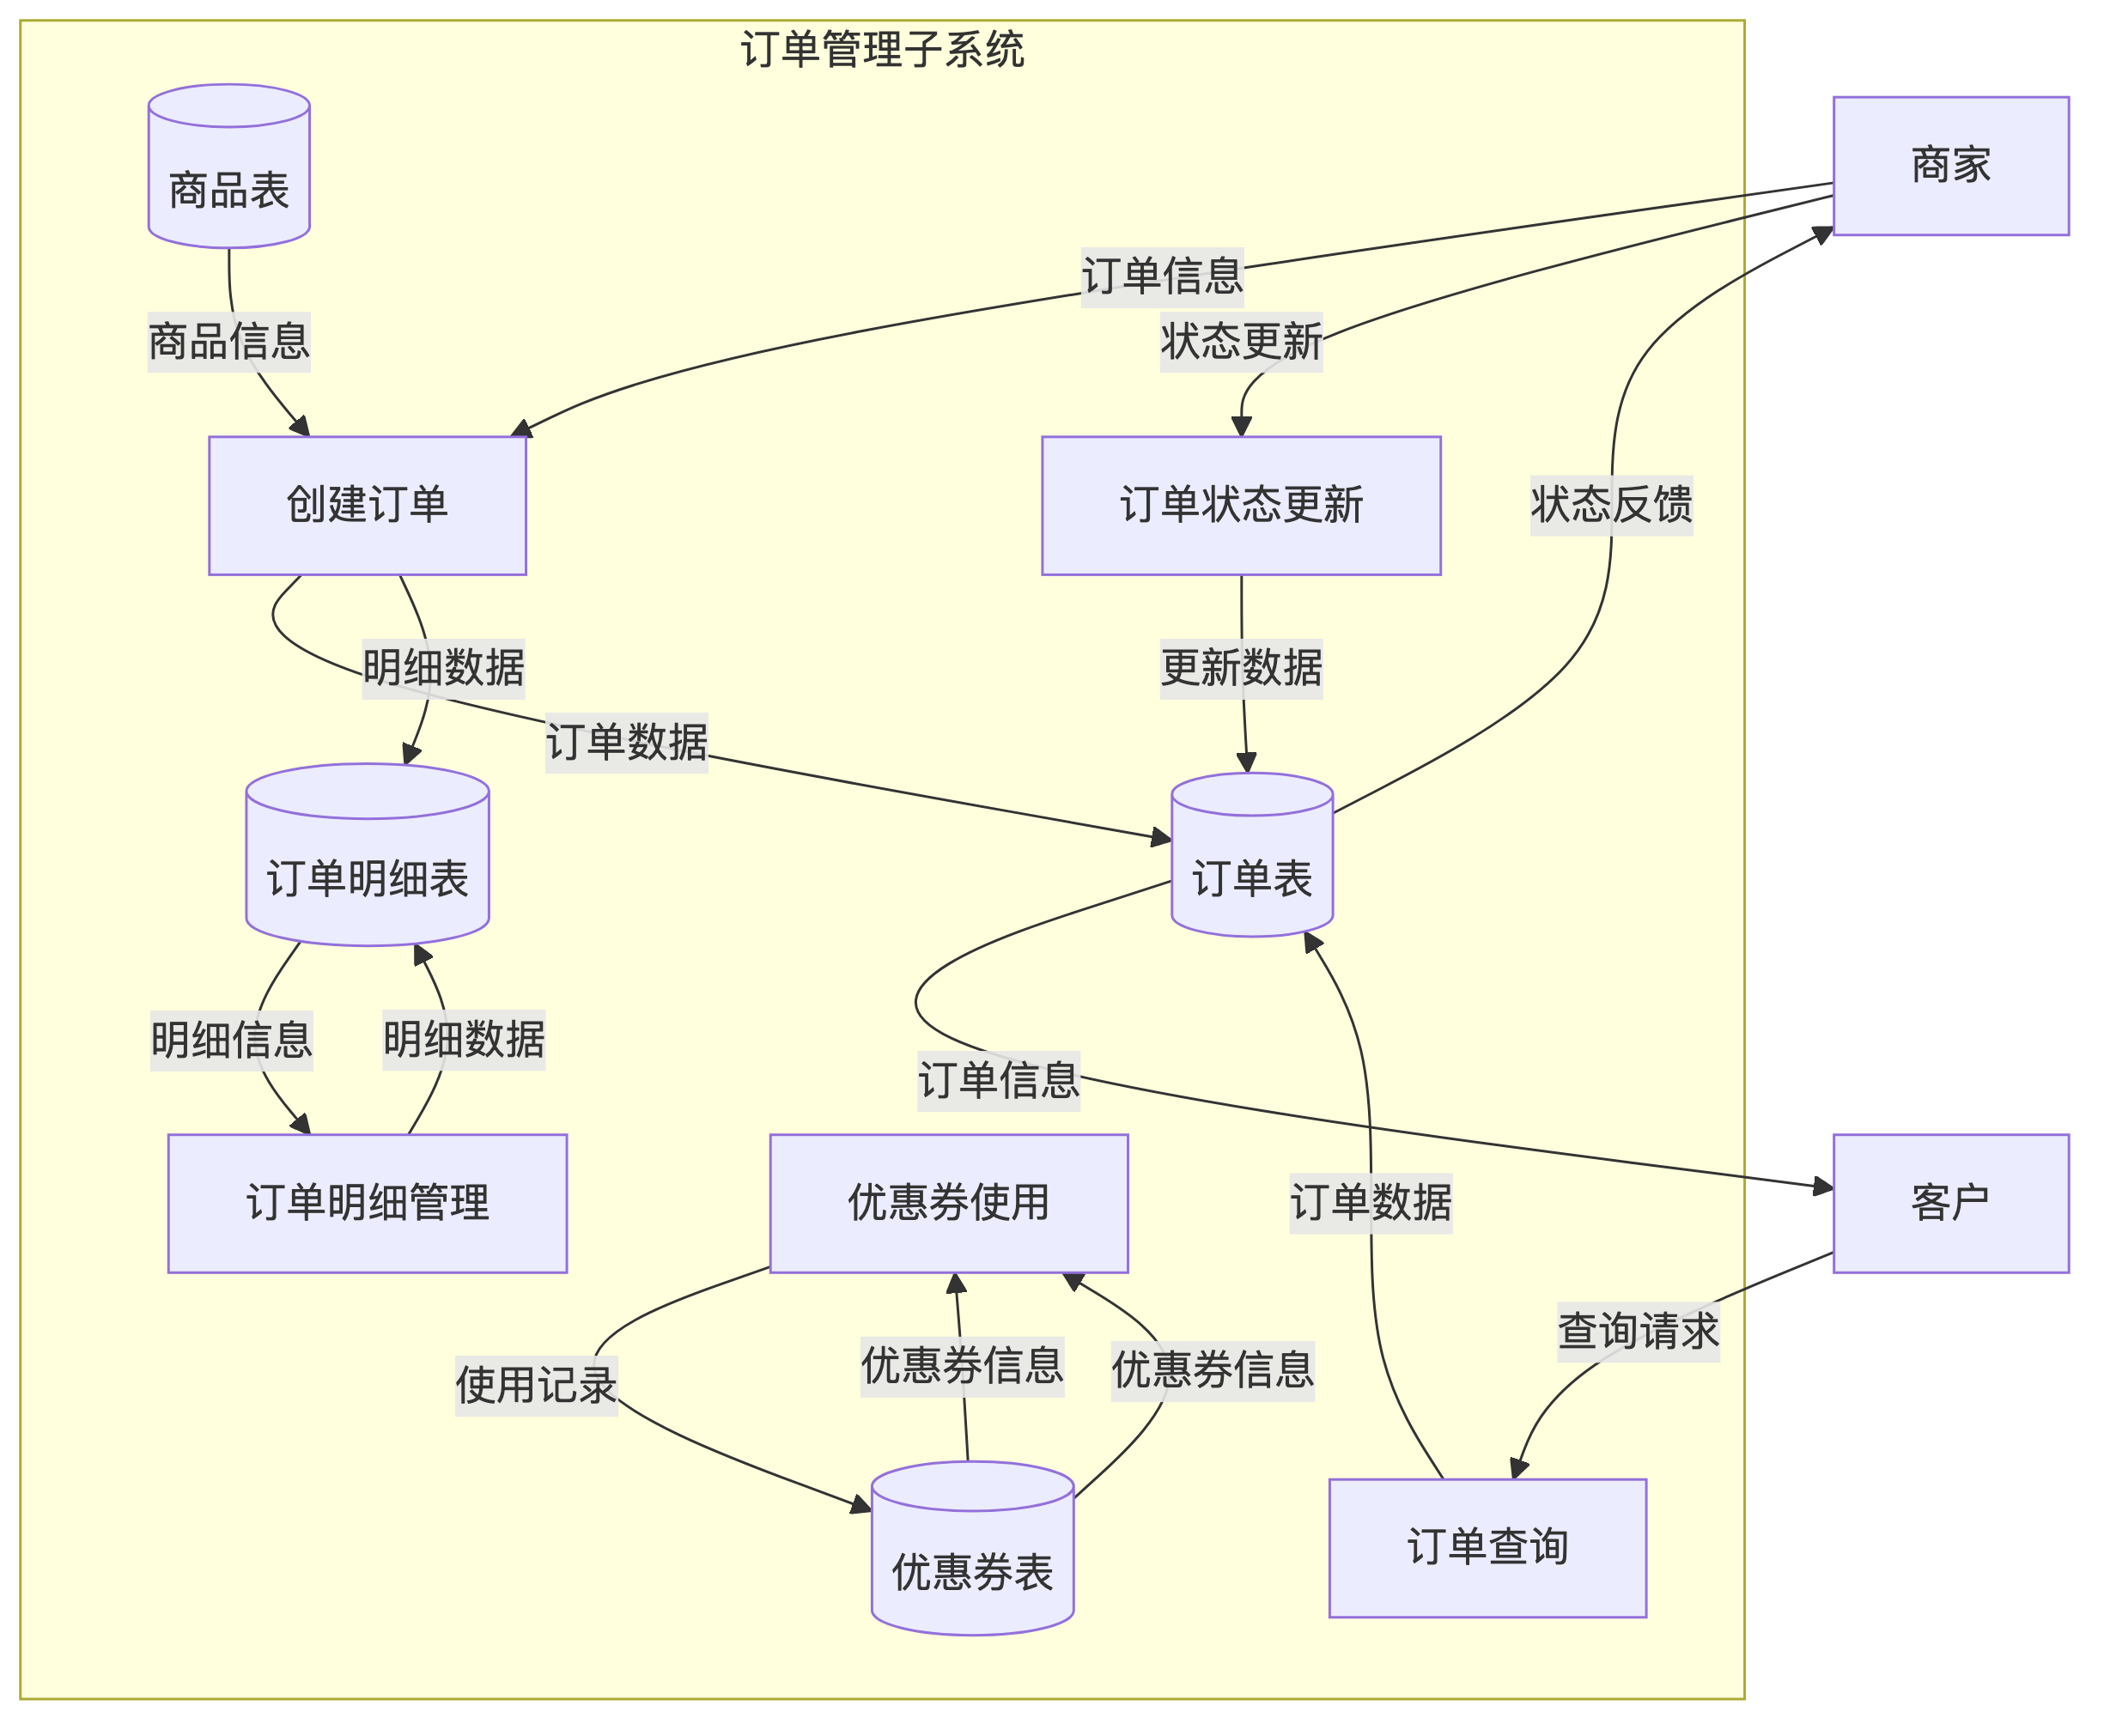 订单管理子系统
商品表
商家
订单信息
商品信息
状态更新
创建订单
订单状态更新
状态反馈
明细数据
更新数据
订单数据
订单明细表
订单表
明细信息
明细数据
订单信息
订单明细管理
优惠券使用
订单数据
客户
查询请求
使用记录
优惠券信息
优惠券信息
优惠券表
订单查询